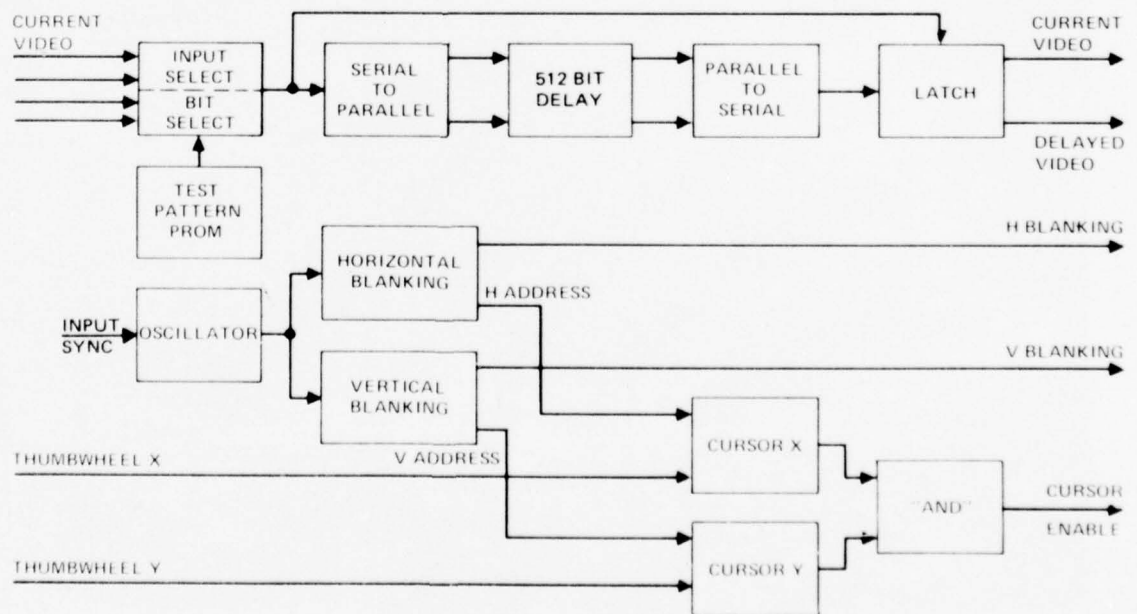 CURRENT
VIDEO
INPUT
SELECT
BIT
SELECT
SERIAL
TO
PARALLEL
512 BIT
DELAY
PARALLEL
TO
SERIAL
LATCH
CURRENT
VIDEO
DELAYED
VIDEO
TEST
PATTERN
PROM
HORIZONTAL
BLANKING
H BLANKING
H ADDRESS
INPUT
SYNC
OSCILLATOR
VERTICAL
BLANKING
V BLANKING
V ADDRESS
THUMBWHEEL X
CURSOR X
"AND"
CURSOR
ENABLE
THUMBWHEEL Y
CURSOR Y